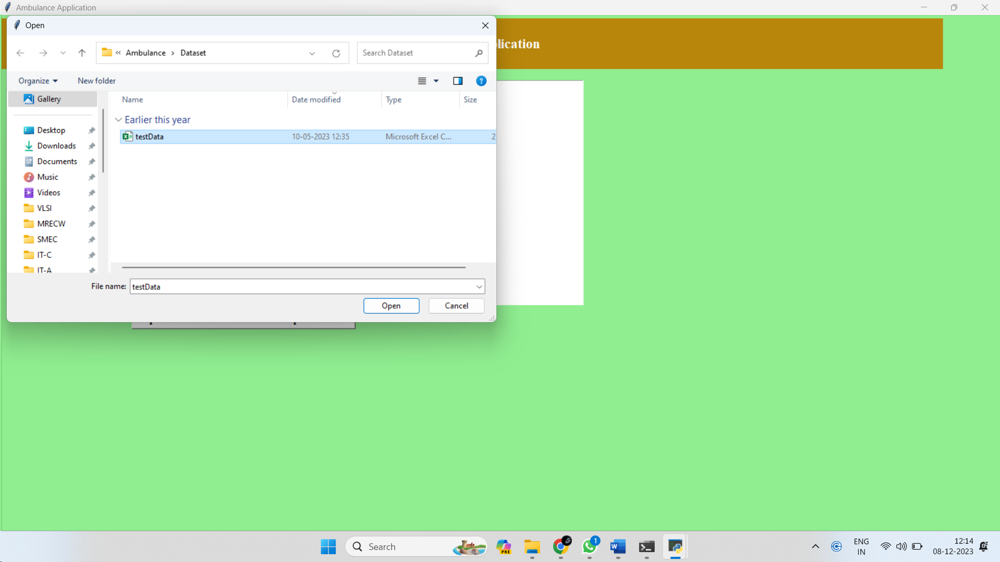 Ambulance Application
Open
« Ambulance > Dataset
Search Dataset
lication
Organize
New folder
Gallery
Name
Date modified
Type
Size
Earlier this year
testData
10-05-2023 12:35
Microsoft Excel C...
2
Desktop
Downloads
Documents
Music
Videos
VLSI
MRECW
SMEC
IT-C
IT-A
File name:
testData
Open
Cancel
Search
PRE
1
ENG
IN
12:14
08-12-2023